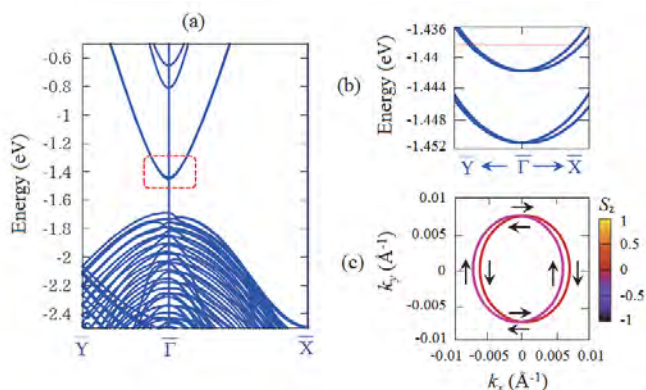 (a)
Energy (eV)
-0.6
-0.8
-1
-1.2
-1.4
-1.6
-1.8
-2
-2.2
-2.4
Y̅
Γ̅
X̅
(b)
Energy (eV)
-1.436
-1.44
-1.444
-1.448
-1.452
Y̅ ← Γ̅ → X̅
(c)
k_y (Å⁻¹)
0.01
0.005
0
-0.005
-0.01
-0.01 -0.005 0 0.005 0.01
k_x (Å⁻¹)
S_z
1
0.5
0
-0.5
-1